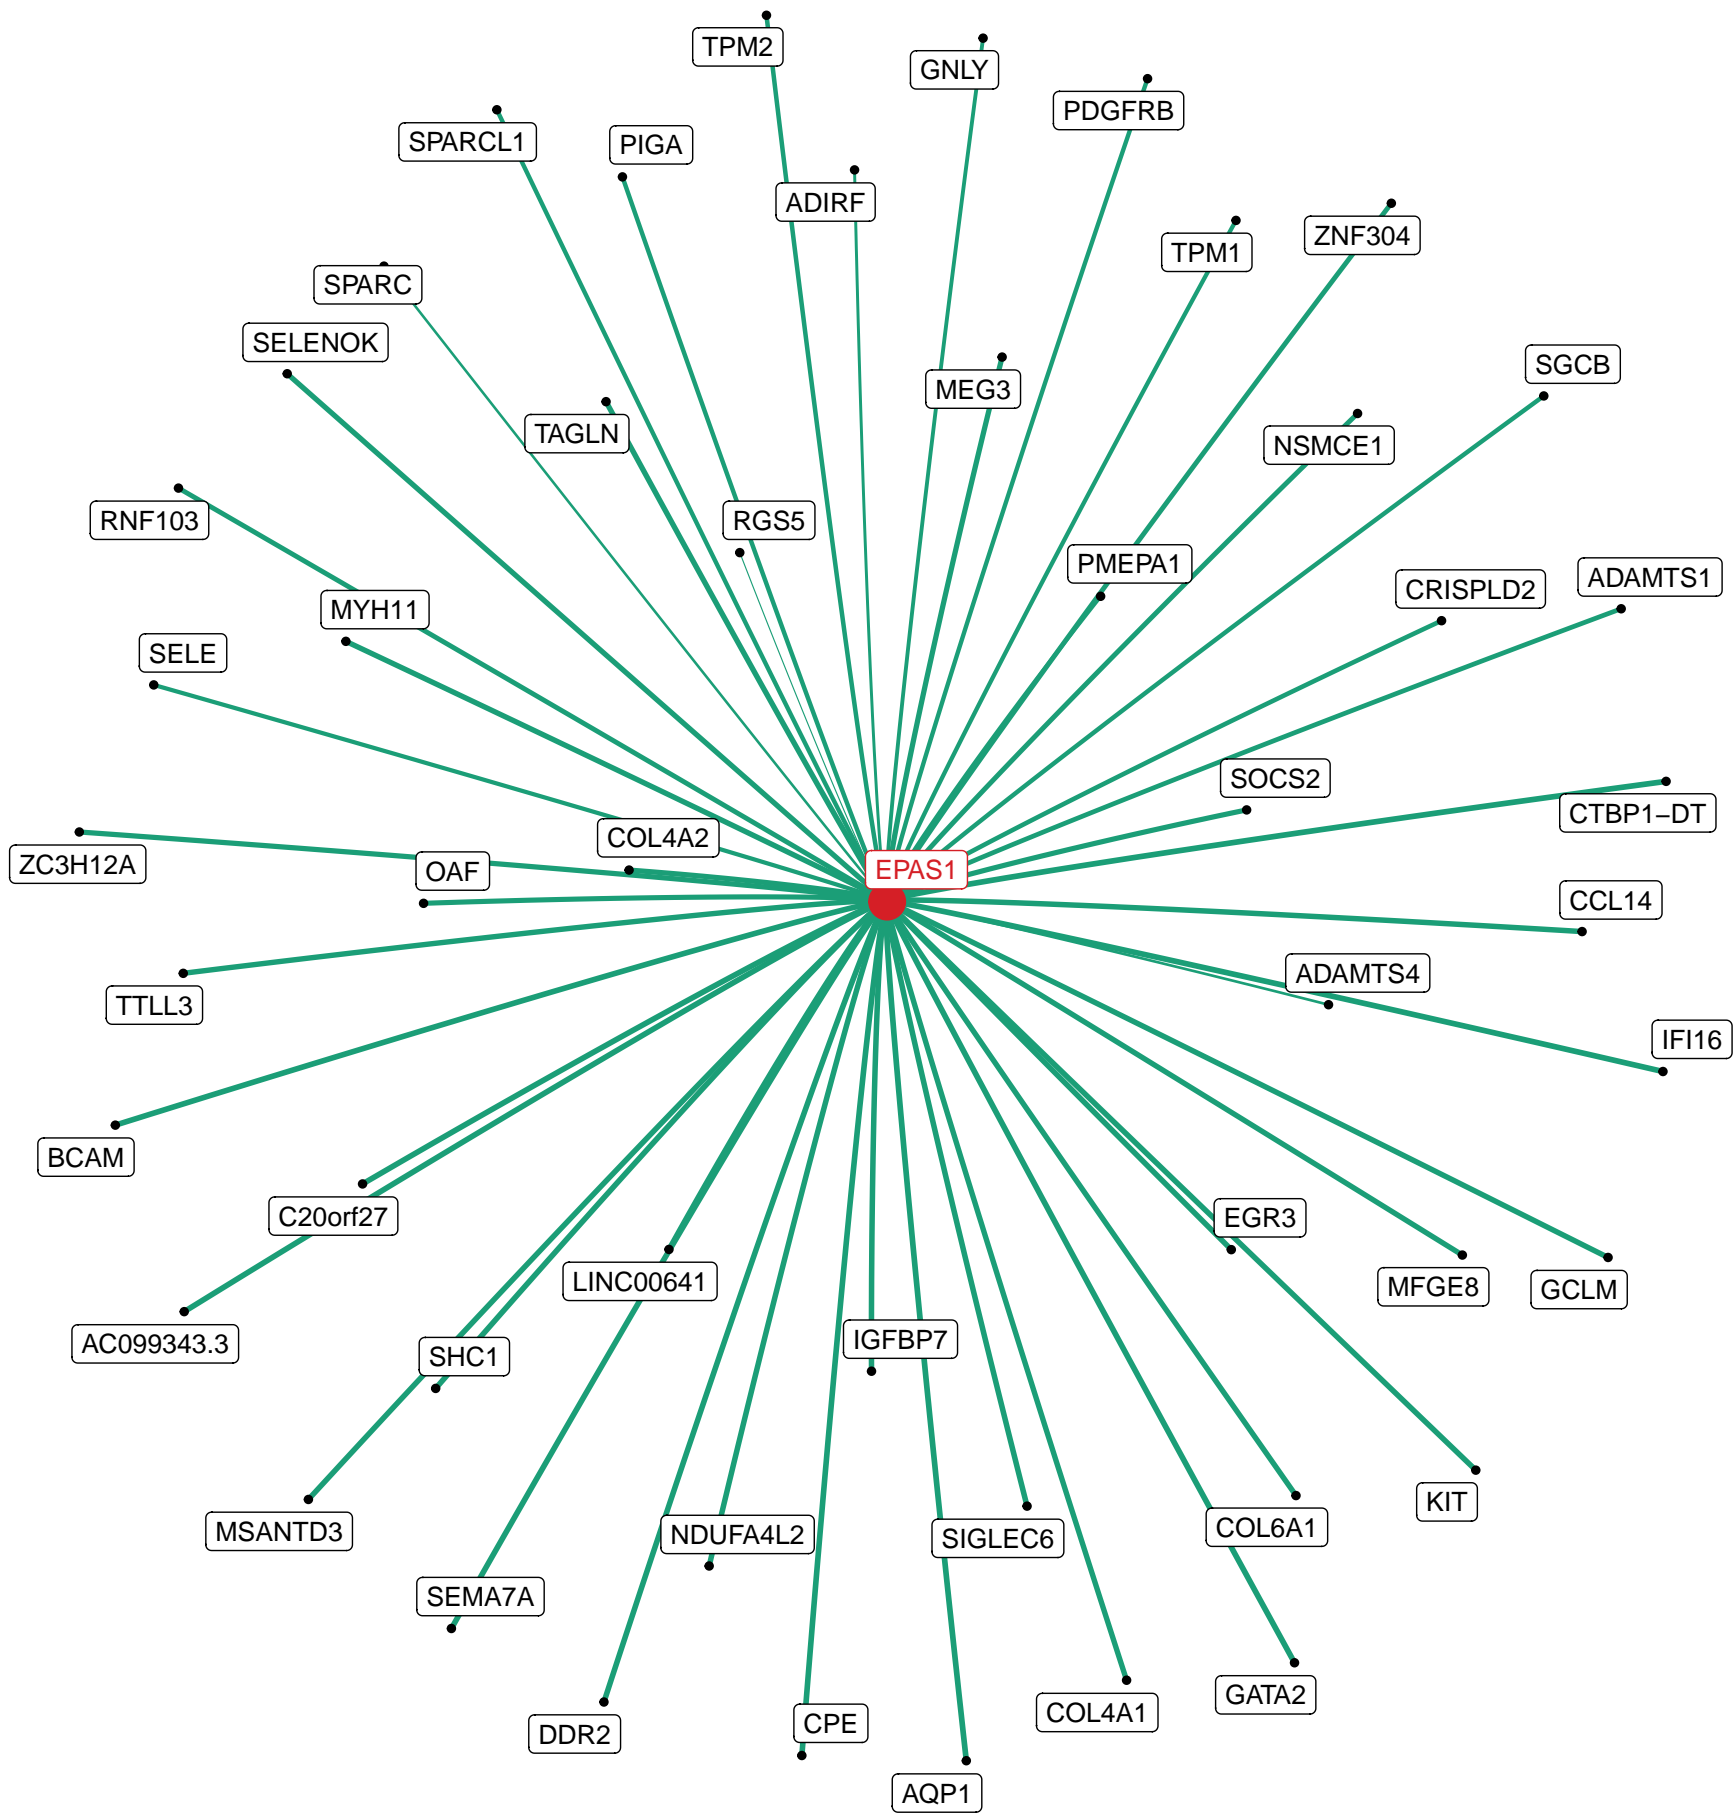 TPM2
GNLY
PDGFRB
SPARCL1
PIGA
ADIRF
ZNF304
TPM1
SPARC
SELENOK
SGCB
MEG3
TAGLN
NSMCE1
RNF103
RGS5
PMEPA1
ADAMTS1
CRISPLD2
MYH11
SELE
SOCS2
CTBP1–DT
COL4A2
ZC3H12A
OAF
EPAS1
CCL14
ADAMTS4
TTLL3
IFI16
BCAM
C20orf27
EGR3
LINC00641
MFGE8
GCLM
AC099343.3
IGFBP7
SHC1
KIT
MSANTD3
NDUFA4L2
SIGLEC6
COL6A1
SEMA7A
GATA2
COL4A1
CPE
DDR2
AQP1